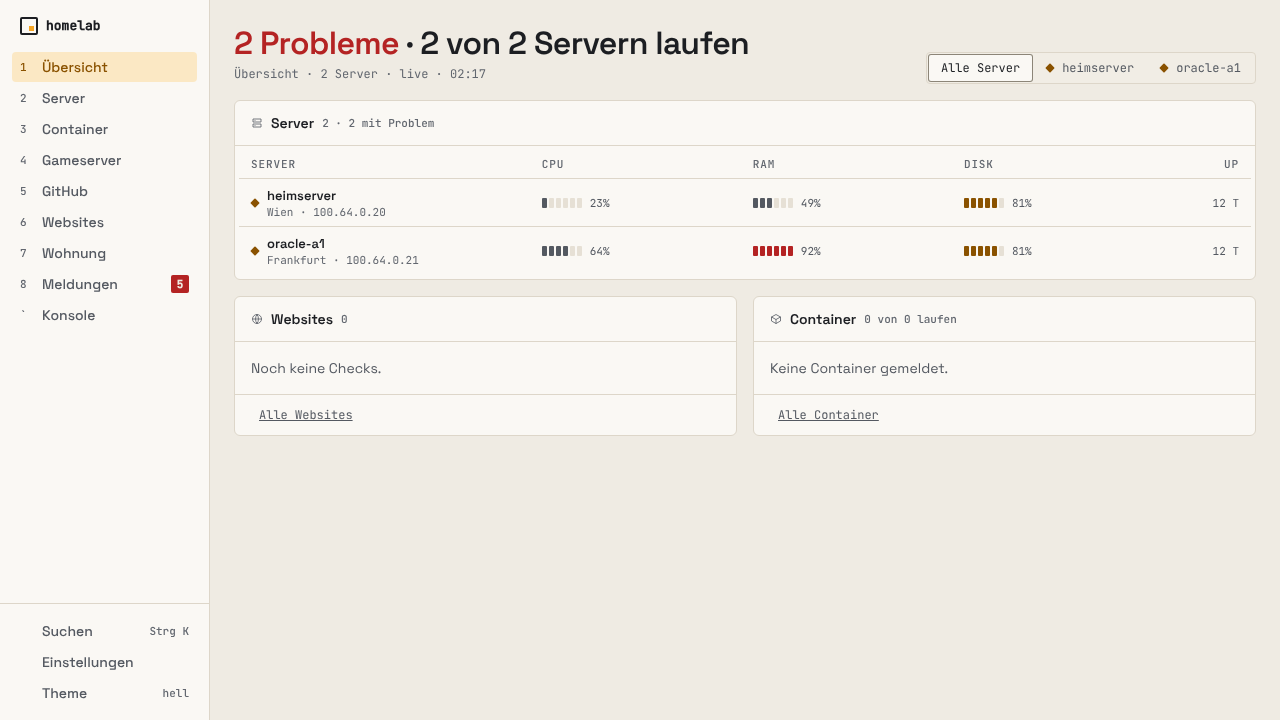 homelab
1 Übersicht
2 Server
3 Container
4 Gameserver
5 GitHub
6 Websites
7 Wohnung
8 Meldungen 5
` Konsole
Suchen Strg K
Einstellungen
Theme hell
2 Probleme · 2 von 2 Servern laufen
Übersicht · 2 Server · live · 02:17
Alle Server heimserver oracle-a1
Server 2 · 2 mit Problem
SERVER CPU RAM DISK UP
heimserver
Wien · 100.64.0.20
23% 49% 81% 12 T
oracle-a1
Frankfurt · 100.64.0.21
64% 92% 81% 12 T
Websites 0
Noch keine Checks.
Alle Websites
Container 0 von 0 laufen
Keine Container gemeldet.
Alle Container